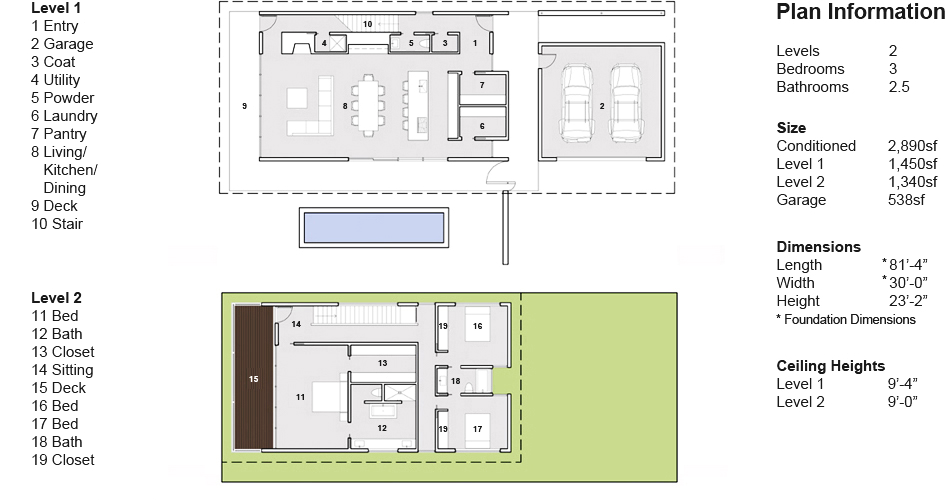 Level 1
1 Entry
2 Garage
3 Coat
4 Utility
5 Powder
6 Laundry
7 Pantry
8 Living/
Kitchen/
Dining
9 Deck
10 Stair
10
4
5
3
1
7
9
8
2
6
Plan Information
Levels 2
Bedrooms 3
Bathrooms 2.5
Size
Conditioned 2,890sf
Level 1 1,450sf
Level 2 1,340sf
Garage 538sf
Dimensions
Length *81’-4”
Width *30’-0”
Height 23’-2”
* Foundation Dimensions
Ceiling Heights
Level 1 9’-4”
Level 2 9’-0”
Level 2
11 Bed
12 Bath
13 Closet
14 Sitting
15 Deck
16 Bed
17 Bed
18 Bath
19 Closet
14
19
16
13
15
18
11
12
19
17